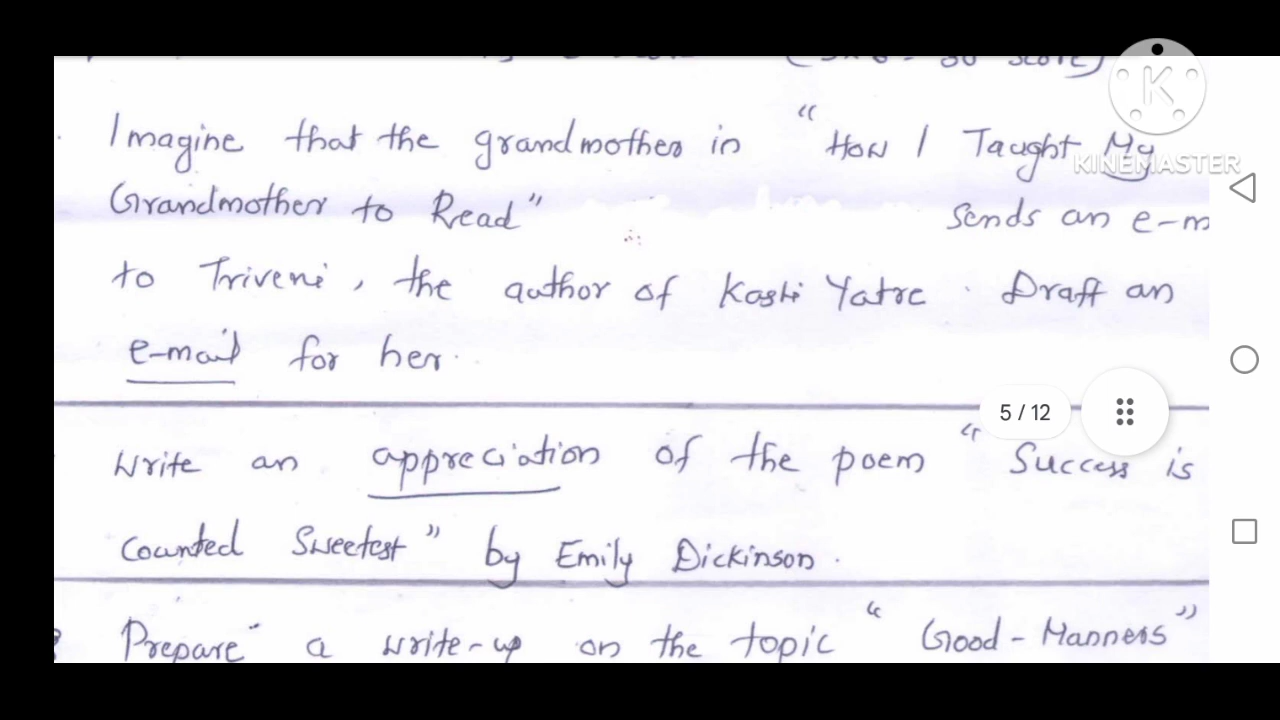 Imagine that the grandmother in "How I Taught My
KINEMASTER
Grandmother to Read" Sends an e-m
to Triveni, the author of Kashi Yatre. Draft an
e-mail for her.
5 / 12
Write an appreciation of the poem "Success is
Counted Sweetest" by Emily Dickinson.
Prepare a write-up on the topic "Good-Manners"